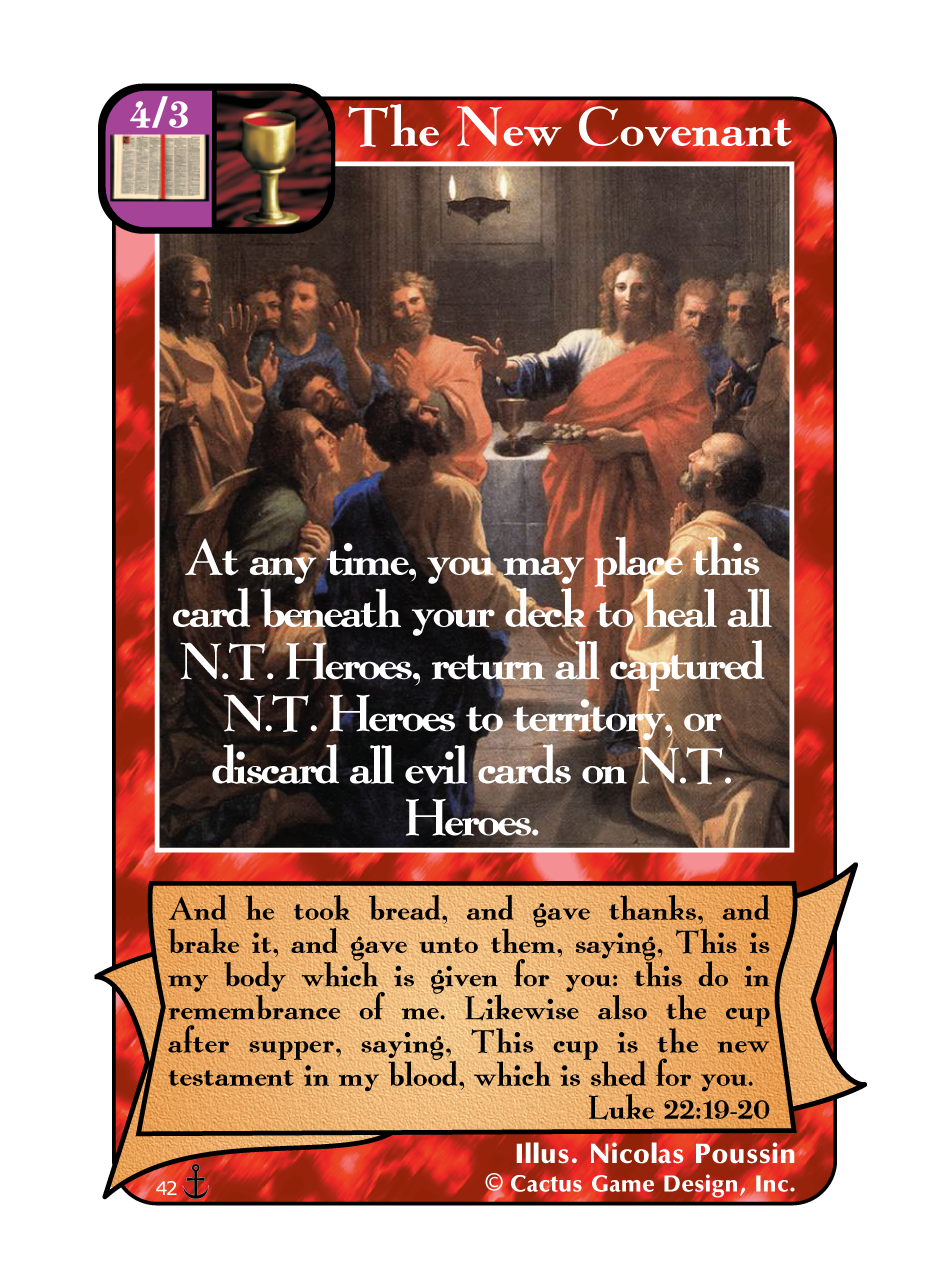 4/3
The New Covenant
At any time, you may place this
card beneath your deck to heal all
N.T. Heroes, return all captured
N.T. Heroes to territory, or
discard all evil cards on N.T.
Heroes.
And he took bread, and gave thanks, and
brake it, and gave unto them, saying, This is
my body which is given for you: this do in
remembrance of me. Likewise also the cup
after supper, saying, This cup is the new
testament in my blood, which is shed for you.
Luke 22:19-20
Illus. Nicolas Poussin
42
© Cactus Game Design, Inc.